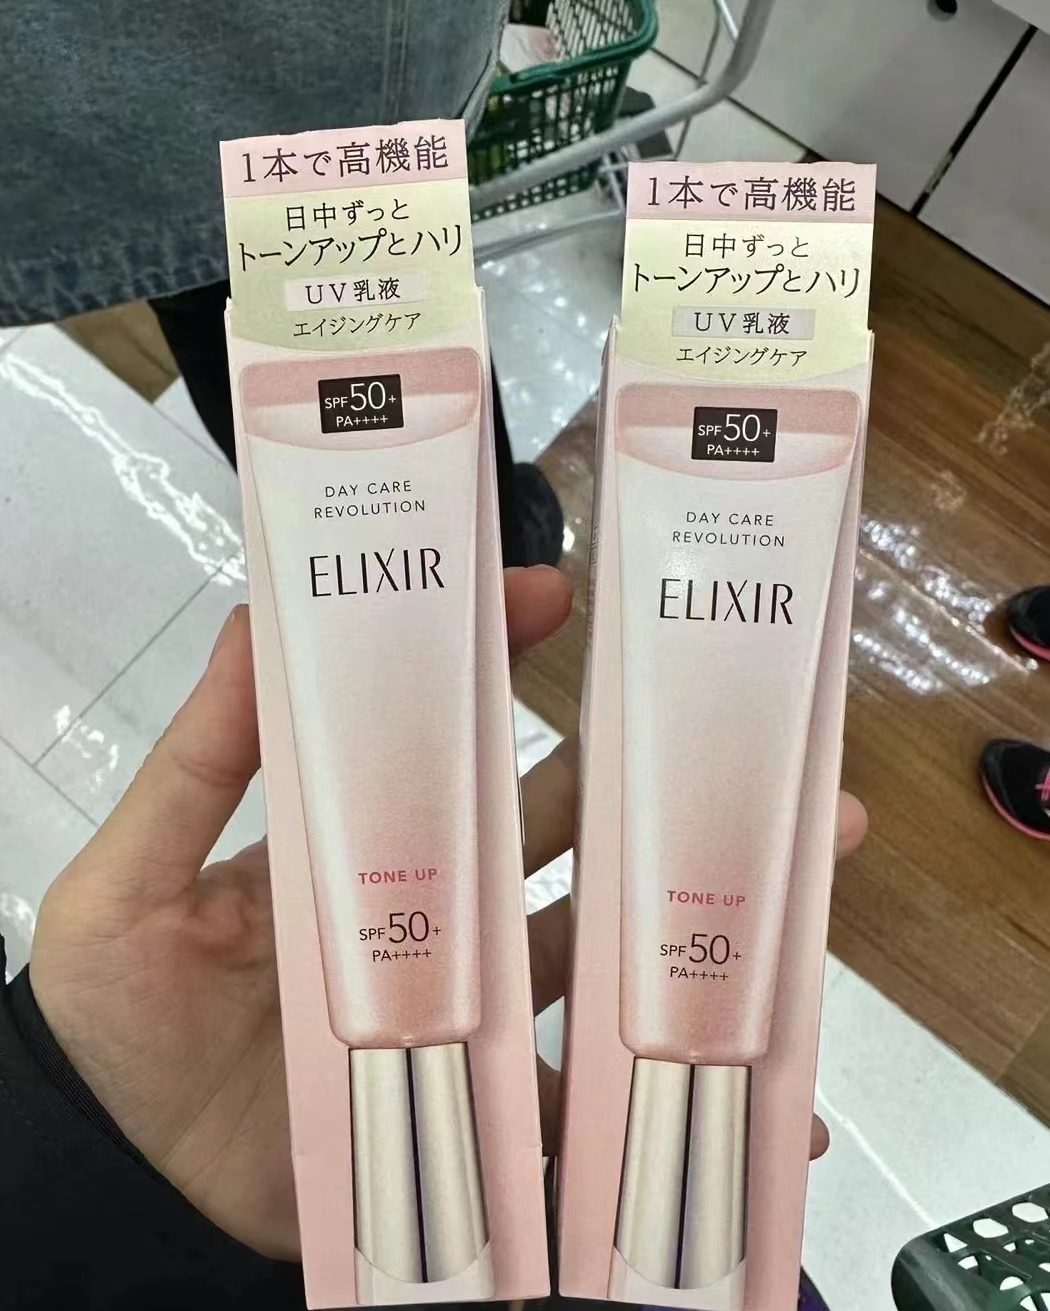 1本で高機能
日中ずっと
トーンアップとハリ
UV乳液
エイジングケア
SPF50+
PA++++
DAY CARE
REVOLUTION
ELIXIR
TONE UP
SPF50+
PA++++
1本で高機能
日中ずっと
トーンアップとハリ
UV乳液
エイジングケア
SPF50+
PA++++
DAY CARE
REVOLUTION
ELIXIR
TONE UP
SPF50+
PA++++